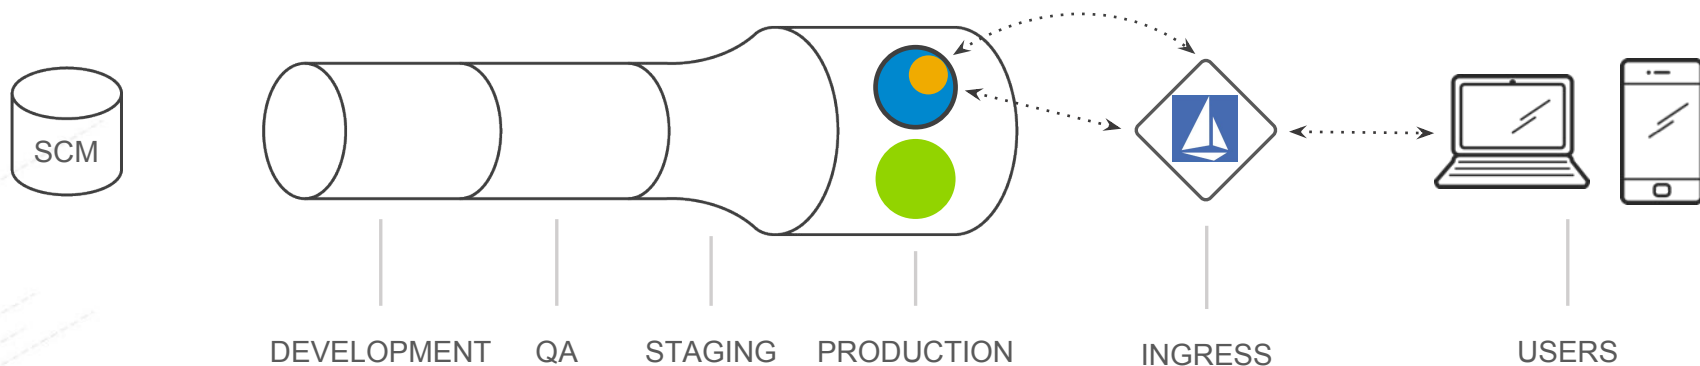 SCM
DEVELOPMENT
QA
STAGING
PRODUCTION
INGRESS
USERS